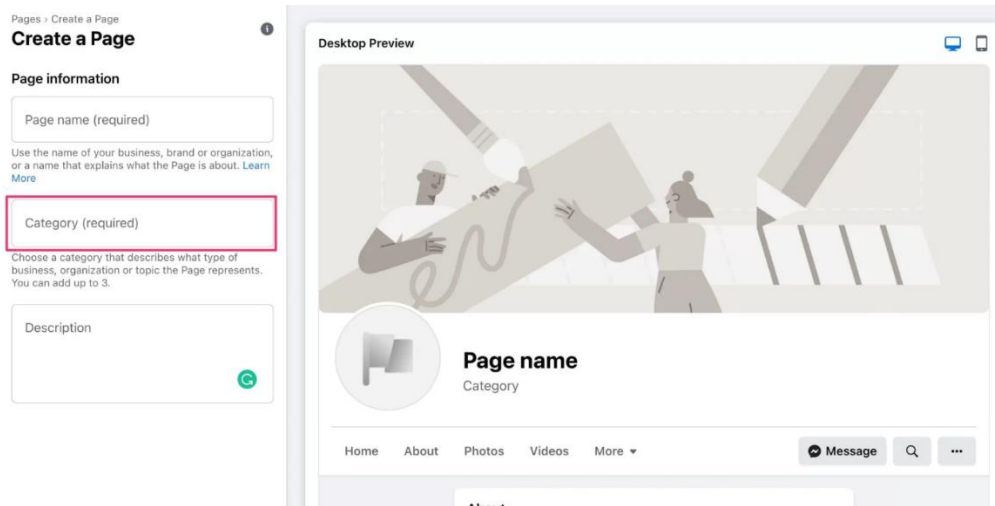 Pages › Create a Page
Create a Page
Page information
Page name (required)
Use the name of your business, brand or organization,
or a name that explains what the Page is about. Learn
More
Category (required)
Choose a category that describes what type of
business, organization or topic the Page represents.
You can add up to 3.
Description
Desktop Preview
Page name
Category
Home About Photos Videos More
Message